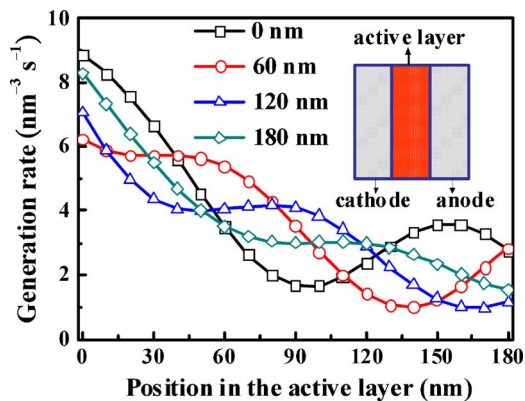 10
8
6
4
2
0
Generation rate (nm⁻³ s⁻¹)
0 nm
60 nm
120 nm
180 nm
active layer
cathode
anode
0 30 60 90 120 150 180
Position in the active layer (nm)